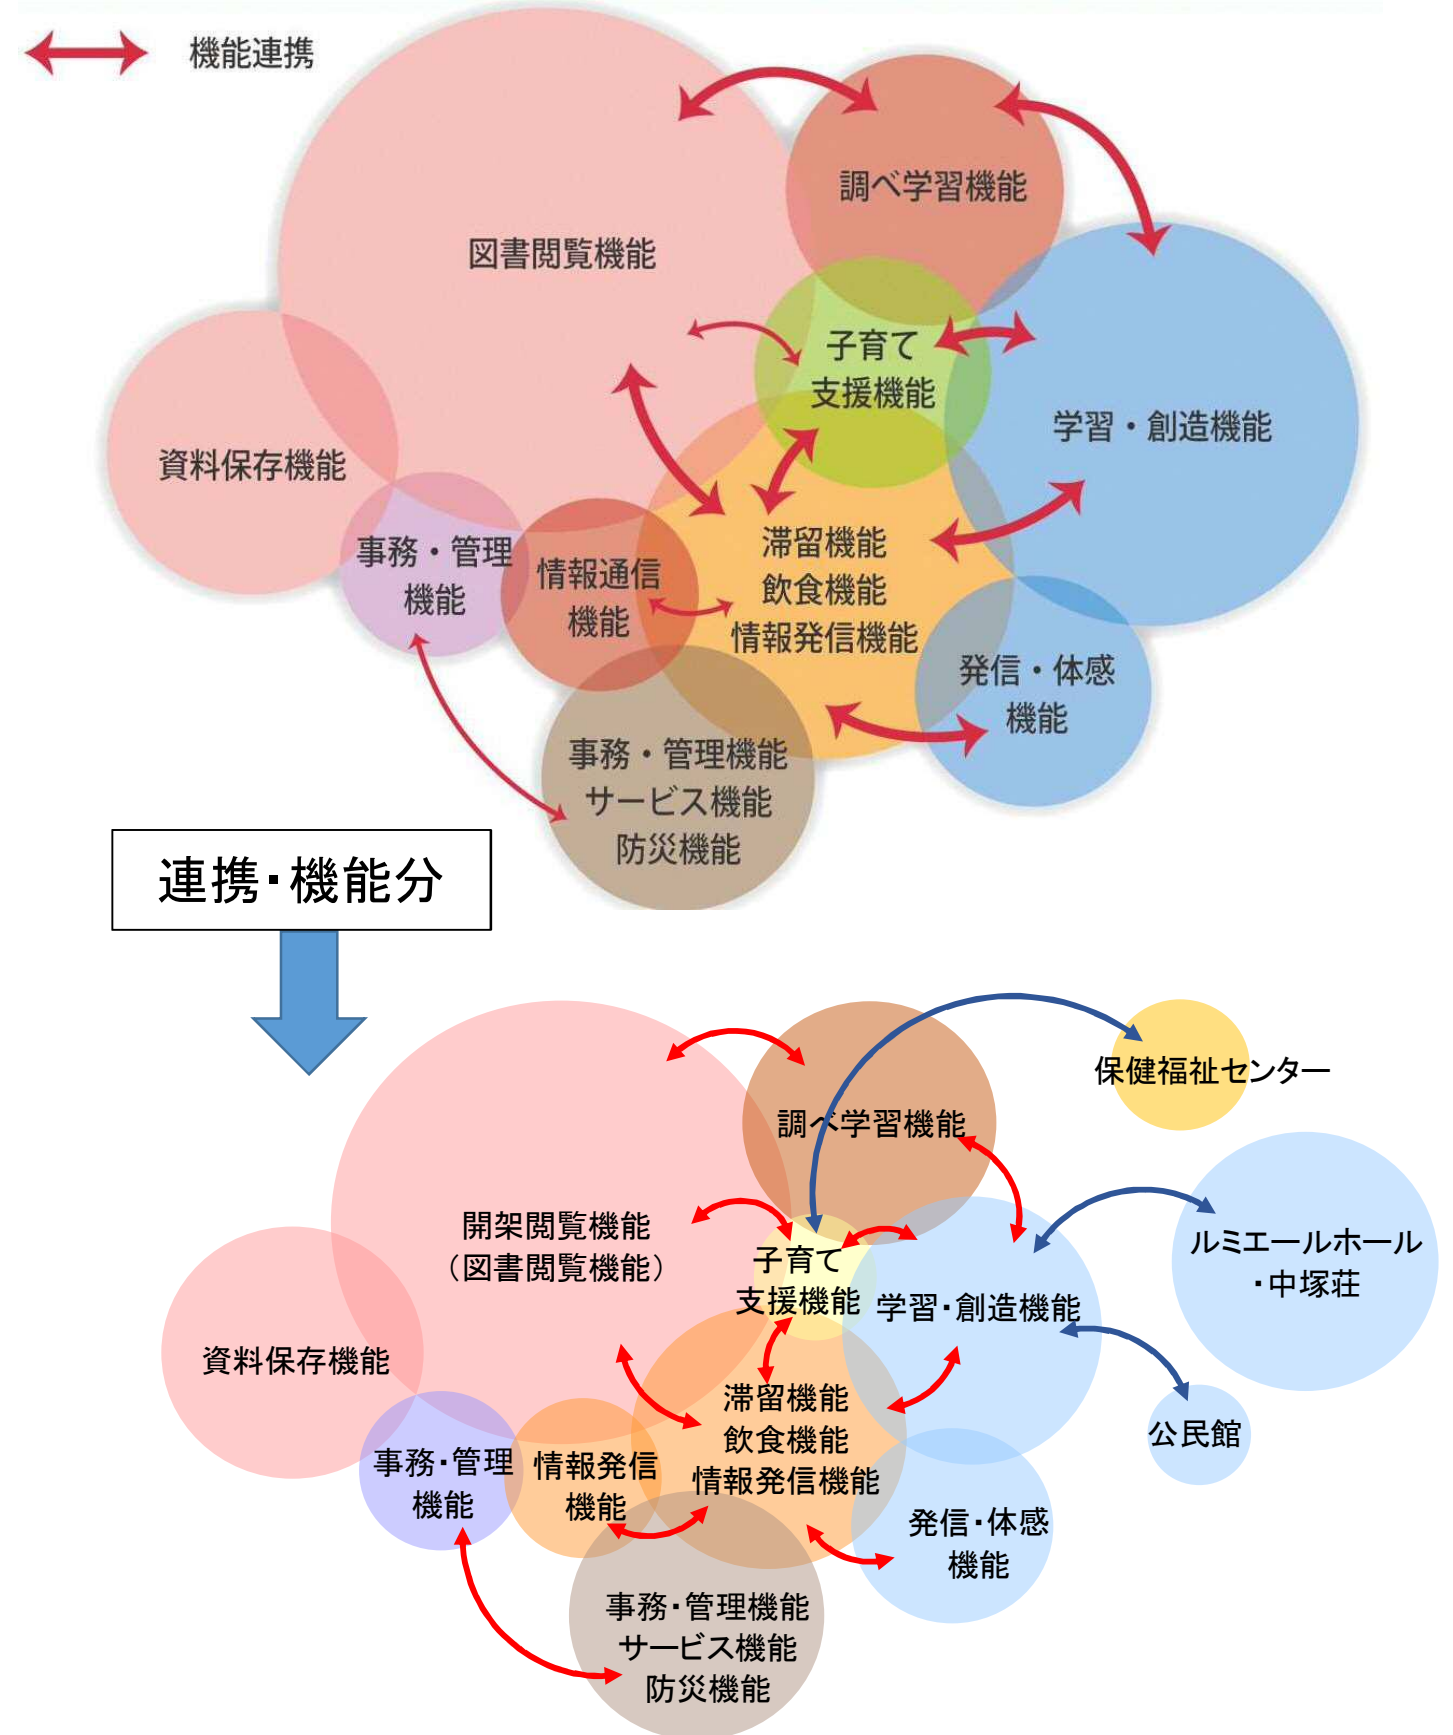 機能連携
調べ学習機能
図書閲覧機能
子育て
支援機能
学習・創造機能
資料保存機能
事務・管理
機能
情報通信
機能
滞留機能
飲食機能
情報発信機能
発信・体感
機能
事務・管理機能
サービス機能
防災機能
連携・機能分
保健福祉センター
調べ学習機能
開架閲覧機能
（図書閲覧機能）
子育て
支援機能
学習・創造機能
ルミエールホール
・中塚荘
資料保存機能
滞留機能
飲食機能
情報発信機能
公民館
事務・管理
機能
情報発信
機能
発信・体感
機能
事務・管理機能
サービス機能
防災機能